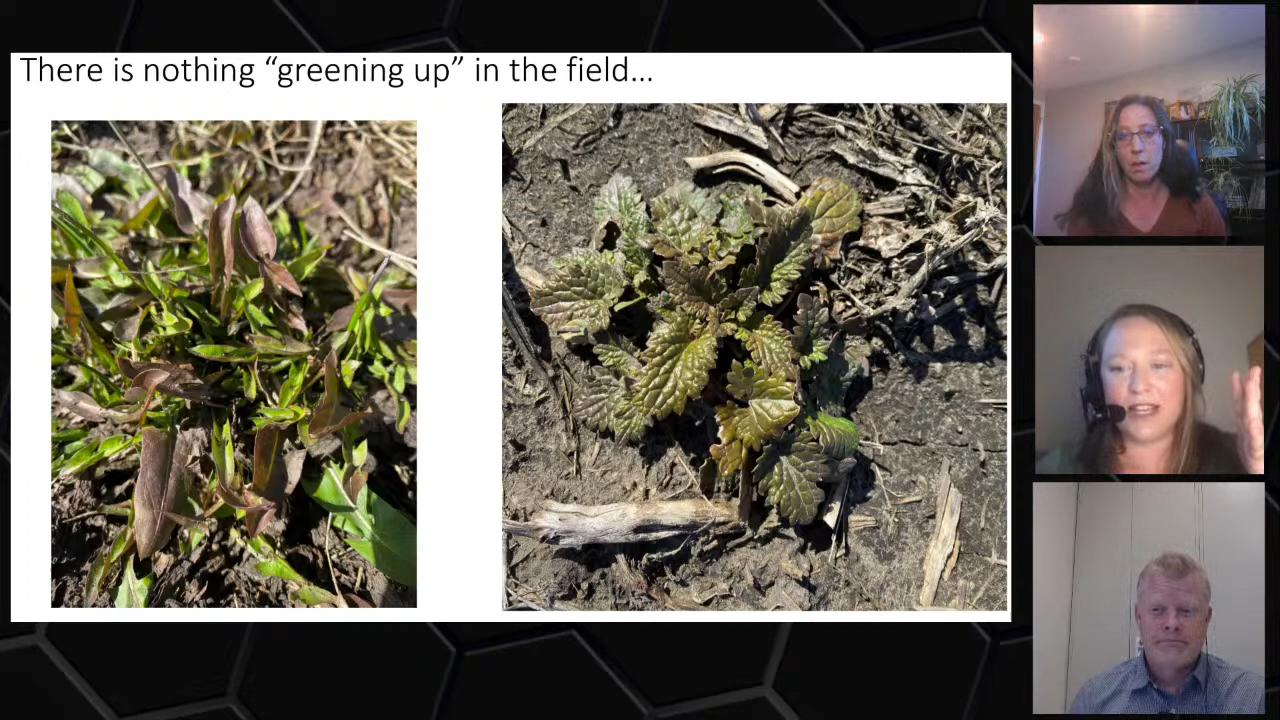 There is nothing “greening up” in the field...